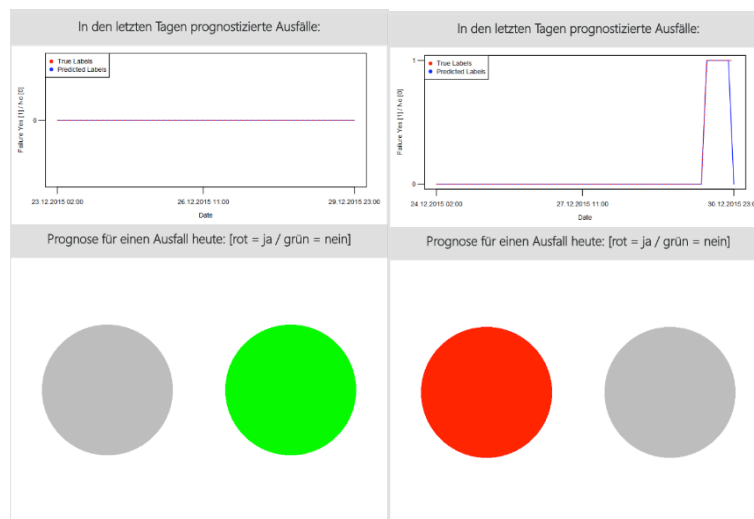 In den letzten Tagen prognostizierte Ausfälle:
True Labels
Predicted Labels
Failure Yes [1] / No [0]
0
23.12.2015 02:00
26.12.2015 11:00
29.12.2015 23:00
Date
Prognose für einen Ausfall heute: [rot = ja / grün = nein]
In den letzten Tagen prognostizierte Ausfälle:
True Labels
Predicted Labels
Failure Yes [1] / No [0]
1
0
24.12.2015 02:00
27.12.2015 11:00
30.12.2015 23:0
Date
Prognose für einen Ausfall heute: [rot = ja / grün = nein]